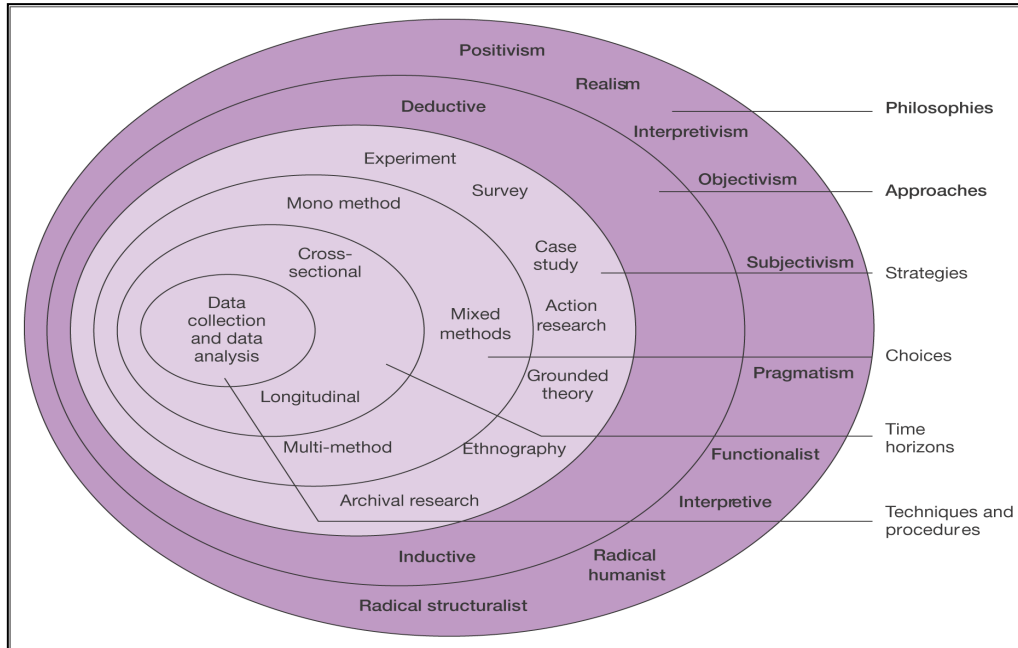 Positivism
Realism
Philosophies
Deductive
Interpretivism
Experiment
Objectivism
Survey
Approaches
Mono method
Case
study
Cross-
sectional
Subjectivism
Strategies
Data
collection
and data
analysis
Mixed
methods
Action
research
Choices
Pragmatism
Grounded
theory
Longitudinal
Time
horizons
Multi-method
Ethnography
Functionalist
Archival research
Interpretive
Techniques and
procedures
Inductive
Radical
humanist
Radical structuralist